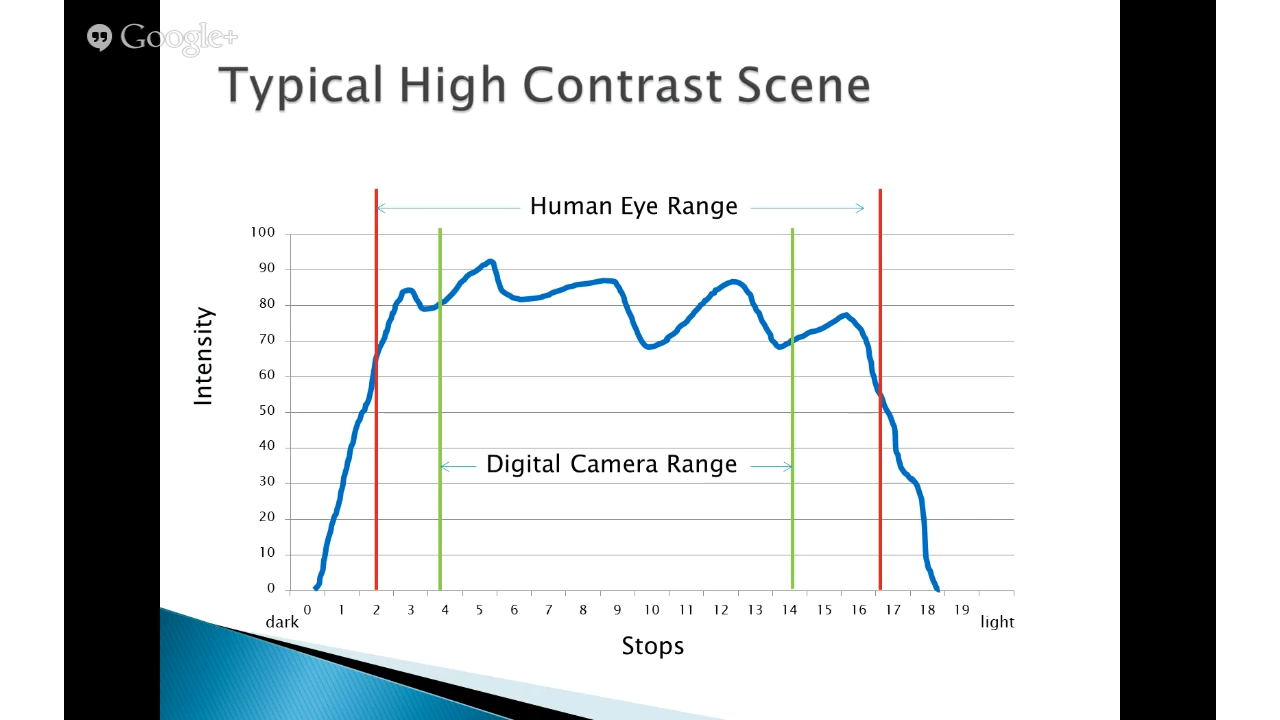 Google+
Typical High Contrast Scene
Human Eye Range
100
90
80
70
60
50
40
30
20
10
0
Intensity
Digital Camera Range
0 1 2 3 4 5 6 7 8 9 10 11 12 13 14 15 16 17 18 19
dark light
Stops